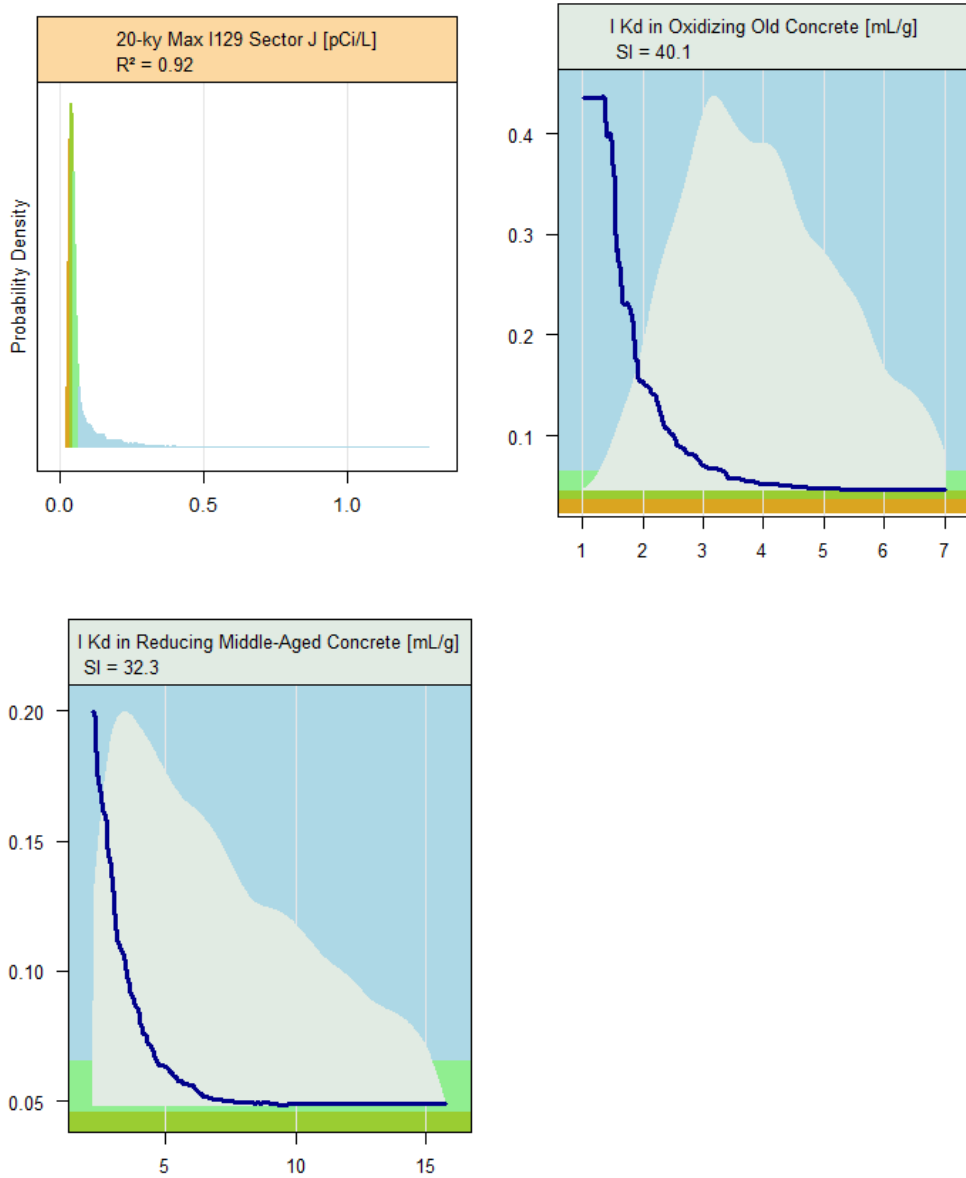 20-ky Max I129 Sector J [pCi/L]
R² = 0.92
Probability Density
0.0 0.5 1.0
I Kd in Oxidizing Old Concrete [mL/g]
SI = 40.1
0.4
0.3
0.2
0.1
1 2 3 4 5 6 7
I Kd in Reducing Middle-Aged Concrete [mL/g]
SI = 32.3
0.20
0.15
0.10
0.05
5 10 15